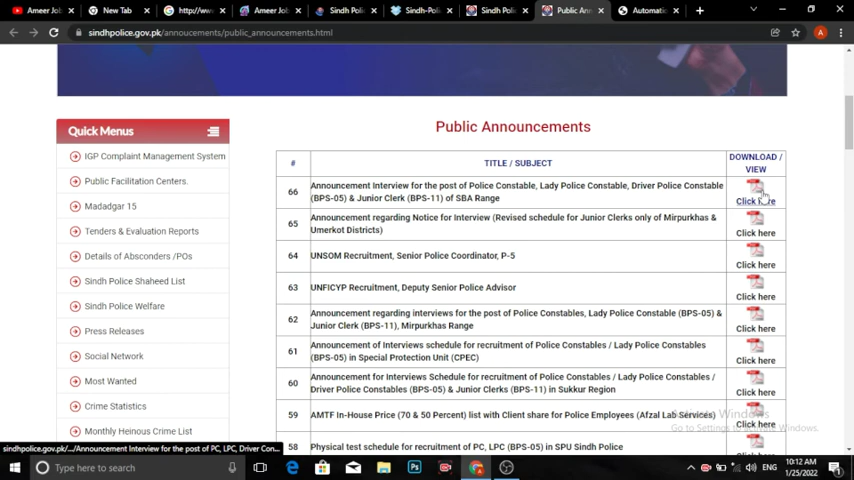 Ameer Jol
New Tab
http://www
Ameer Jol
Sindh Poli
Sindh-Poli
Sindh Poli
Public Ann
Automatic
sindhpolice.gov.pk/annoucements/public_announcements.html
A
Quick Menus
IGP Complaint Management System
Public Facilitation Centers.
Madadgar 15
Tenders & Evaluation Reports
Details of Absconders /POs
Sindh Police Shaheed List
Sindh Police Welfare
Press Releases
Social Network
Most Wanted
Crime Statistics
Monthly Heinous Crime List
Public Announcements
# TITLE / SUBJECT DOWNLOAD /
VIEW
66 Announcement Interview for the post of Police Constable, Lady Police Constable, Driver Police Constable
(BPS-05) & Junior Clerk (BPS-11) of SBA Range Click here
65 Announcement regarding Notice for Interview (Revised schedule for Junior Clerks only of Mirpurkhas &
Umerkot Districts) Click here
64 UNSOM Recruitment, Senior Police Coordinator, P-5 Click here
63 UNFICYP Recruitment, Deputy Senior Police Advisor Click here
62 Announcement regarding interviews for the post of Police Constables, Lady Police Constable (BPS-05) &
Junior Clerk (BPS-11), Mirpurkhas Range Click here
61 Announcement of Interviews schedule for recruitment of Police Constables / Lady Police Constables
(BPS-05) in Special Protection Unit (CPEC) Click here
60 Announcement for Interviews Schedule for recruitment of Police Constables / Lady Police Constables /
Driver Police Constables (BPS-05) & Junior Clerks (BPS-11) in Sukkur Region Click here
59 AMTF In-House Price (70 & 50 Percent) list with Client share for Police Employees (Afzal Lab Services) Click here
58 Physical test schedule for recruitment of PC, LPC (BPS-05) in SPU Sindh Police
Activate Windows
Go to Settings to activate Windows.
sindhpolice.gov.pk/.../Announcement Interview for the post of PC, LPC, Driver Con...
Type here to search
Ps
ENG
10:12 AM
1/25/2022
1